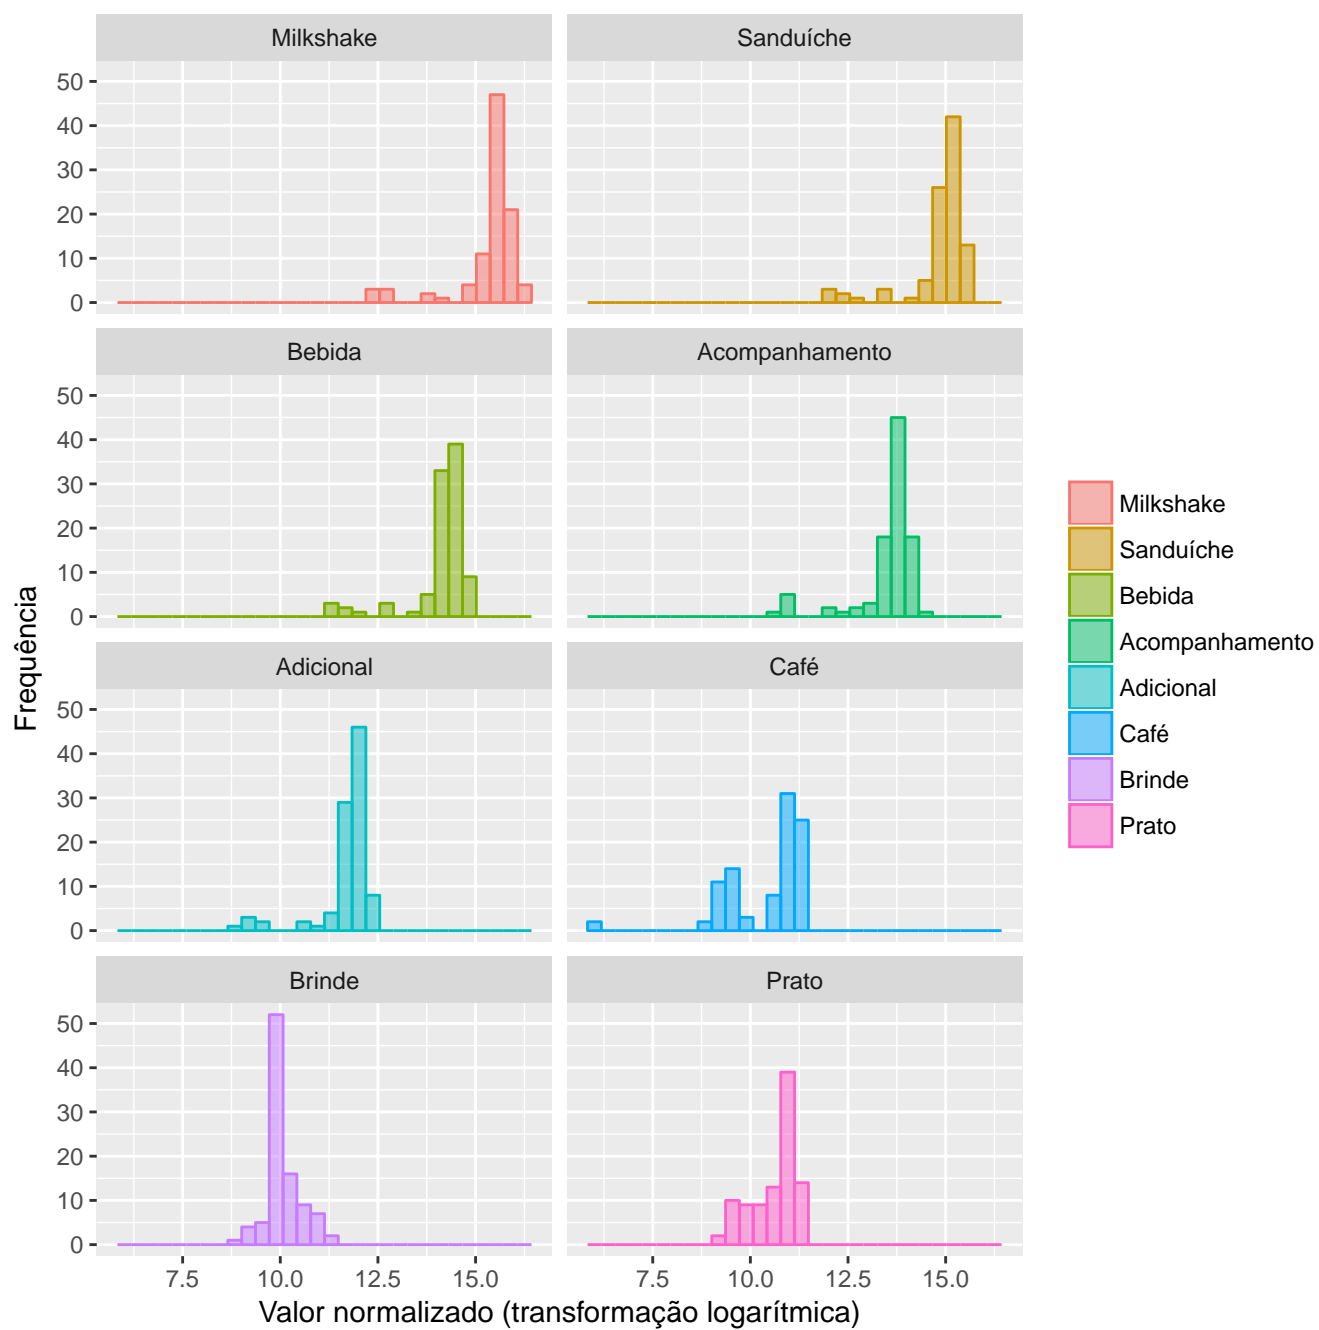 Milkshake
Sanduíche
50
40
30
20
10
0
Bebida
Acompanhamento
50
40
30
20
10
0
Adicional
Café
50
40
30
20
10
0
Brinde
Prato
50
40
30
20
10
0
7.5 10.0 12.5 15.0
7.5 10.0 12.5 15.0
Valor normalizado (transformação logarítmica)
Frequência
Milkshake
Sanduíche
Bebida
Acompanhamento
Adicional
Café
Brinde
Prato